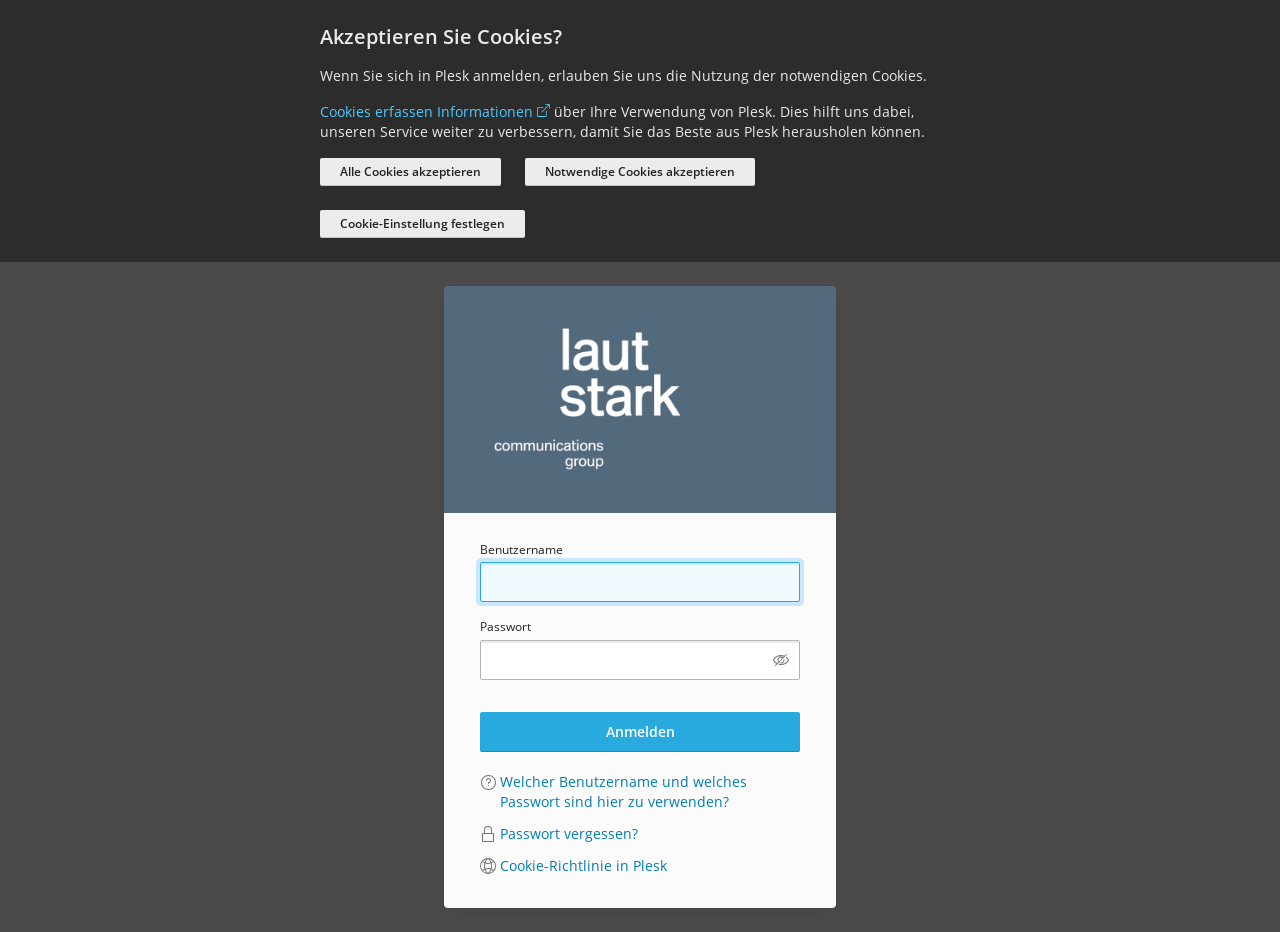 Akzeptieren Sie Cookies?
Wenn Sie sich in Plesk anmelden, erlauben Sie uns die Nutzung der notwendigen Cookies.
Cookies erfassen Informationen über Ihre Verwendung von Plesk. Dies hilft uns dabei,
unseren Service weiter zu verbessern, damit Sie das Beste aus Plesk herausholen können.
Alle Cookies akzeptieren
Notwendige Cookies akzeptieren
Cookie-Einstellung festlegen
laut
stark
communications
group
Benutzername
Passwort
Anmelden
Welcher Benutzername und welches
Passwort sind hier zu verwenden?
Passwort vergessen?
Cookie-Richtlinie in Plesk